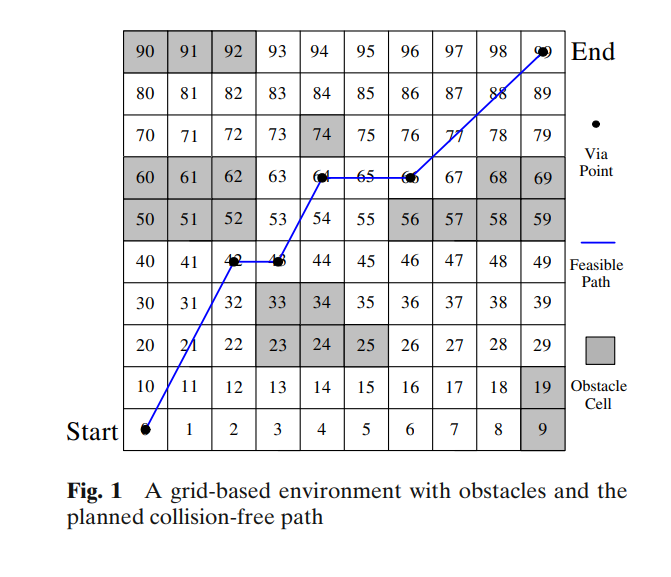 90 91 92 93 94 95 96 97 98 99 End
80 81 82 83 84 85 86 87 88 89
70 71 72 73 74 75 76 77 78 79
Via
Point
60 61 62 63 64 65 66 67 68 69
50 51 52 53 54 55 56 57 58 59
40 41 42 43 44 45 46 47 48 49
Feasible
Path
30 31 32 33 34 35 36 37 38 39
20 21 22 23 24 25 26 27 28 29
10 11 12 13 14 15 16 17 18 19
Obstacle
Cell
Start 1 2 3 4 5 6 7 8 9
Fig. 1 A grid-based environment with obstacles and the
planned collision-free path